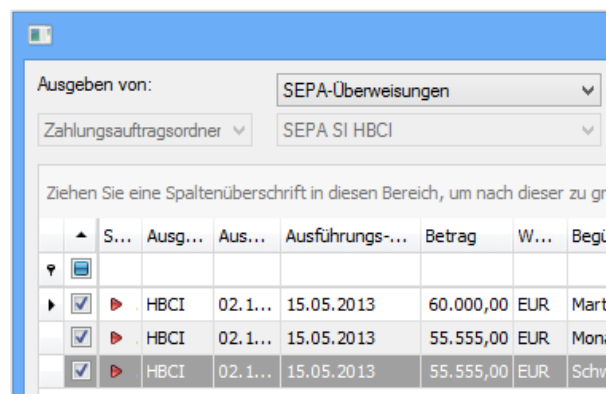 Ausgeben von: SEPA-Überweisungen
Zahlungsauftragsordner SEPA SI HBCI
Ziehen Sie eine Spaltenüberschrift in diesen Bereich, um nach dieser zu gr
S... Ausg... Aus... Ausführungs-... Betrag W... Begü
HBCI 02.1... 15.05.2013 60.000,00 EUR Mart
HBCI 02.1... 15.05.2013 55.555,00 EUR Mona
HBCI 02.1... 15.05.2013 55.555,00 EUR Schw